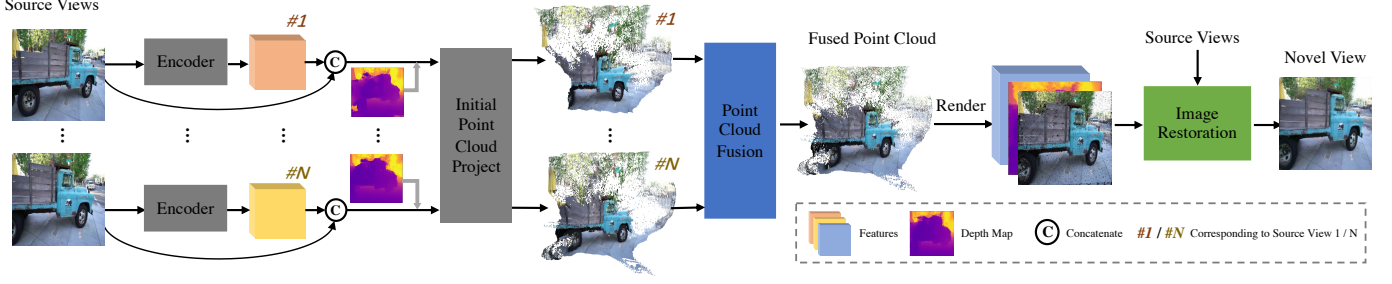 Source Views
#1
Encoder
C
#N
Encoder
C
Initial
Point
Cloud
Project
#1
#N
Point
Cloud
Fusion
Fused Point Cloud
Render
Source Views
Image
Restoration
Novel View
Features
Depth Map
C
Concatenate
#1 / #N
Corresponding to Source View 1 / N